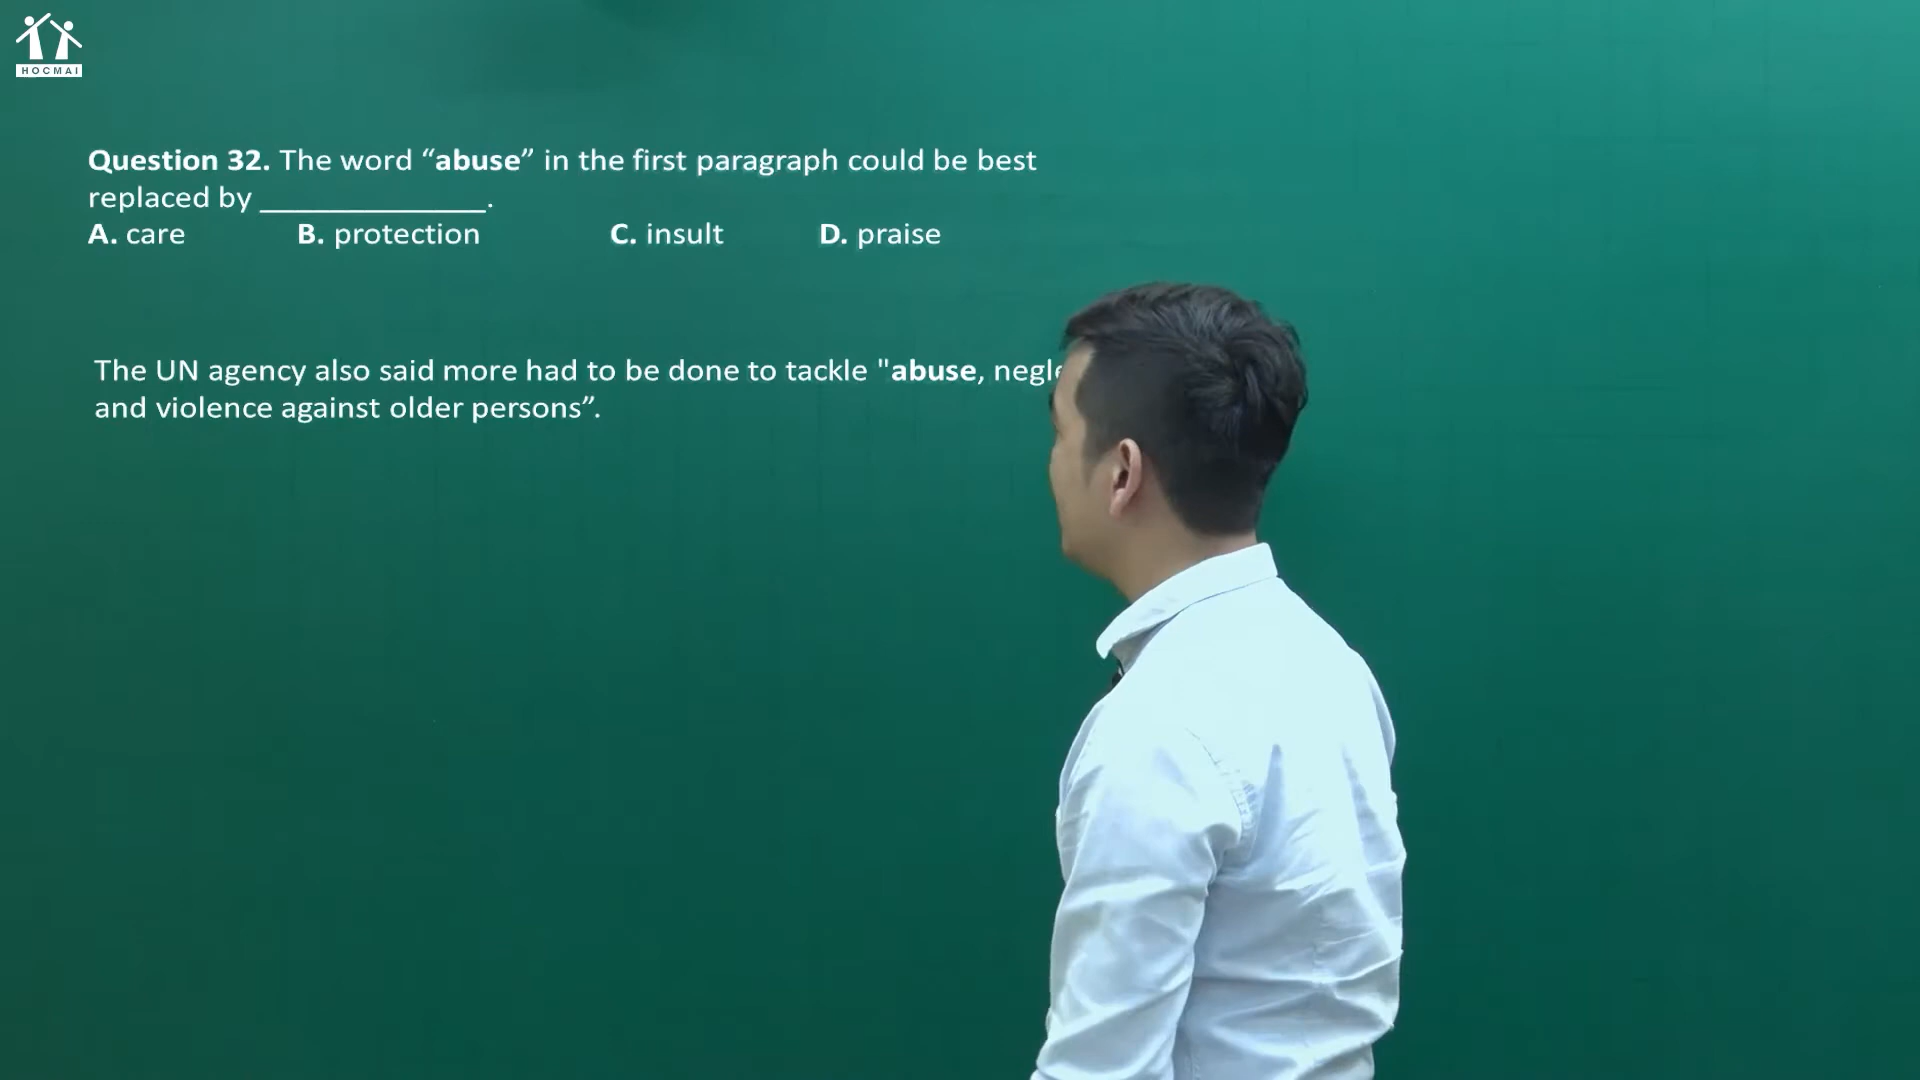 HOCMAI
Question 32. The word “abuse” in the first paragraph could be best
replaced by ______________.
A. care B. protection C. insult D. praise
The UN agency also said more had to be done to tackle "abuse,
and violence against older persons”.